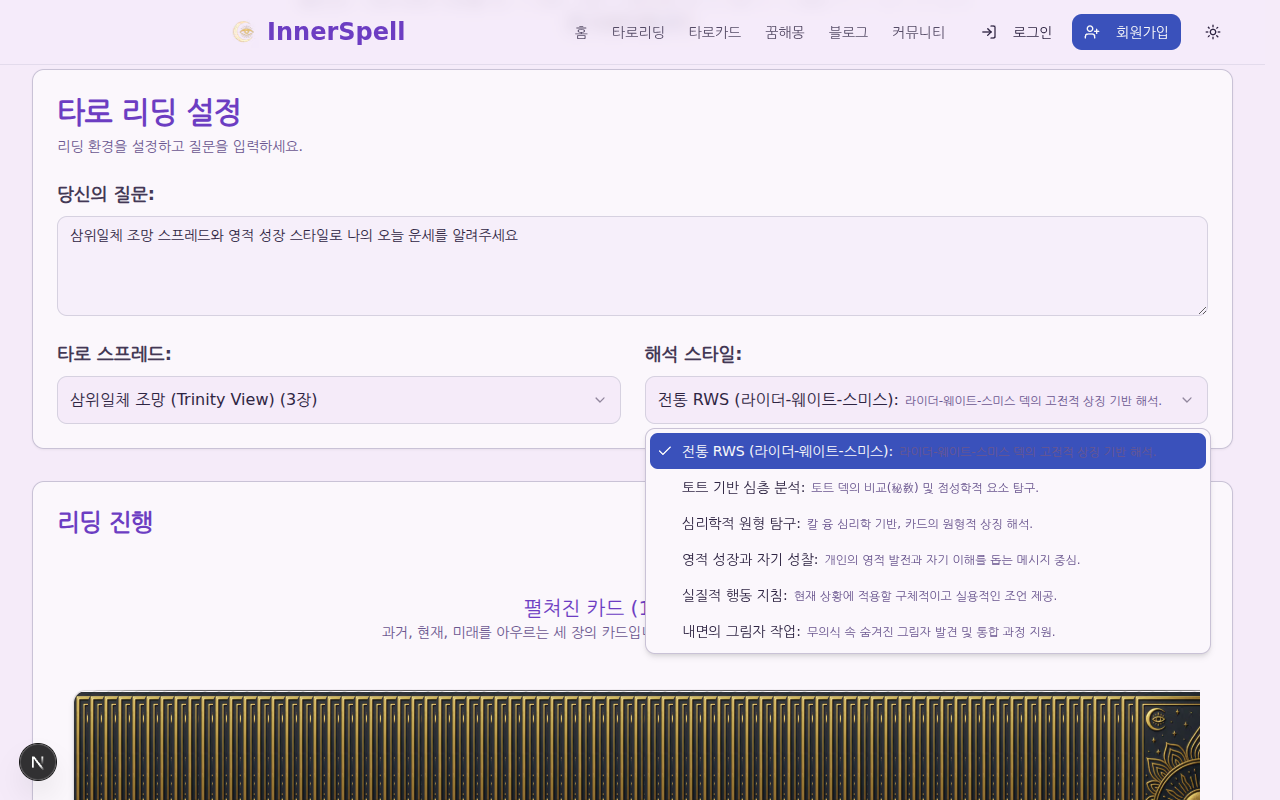 InnerSpell
홈 타로리딩 타로카드 꿈해몽 블로그 커뮤니티 로그인 회원가입
타로 리딩 설정
리딩 환경을 설정하고 질문을 입력하세요.
당신의 질문:
삼위일체 조망 스프레드와 영적 성장 스타일로 나의 오늘 운세를 알려주세요
타로 스프레드:
삼위일체 조망 (Trinity View) (3장)
해석 스타일:
전통 RWS (라이더-웨이트-스미스): 라이더-웨이트-스미스 덱의 고전적 상징 기반 해석.
전통 RWS (라이더-웨이트-스미스): 라이더-웨이트-스미스 덱의 고전적 상징 기반 해석.
토트 기반 심층 분석: 토트 덱의 비교(秘敎) 및 점성학적 요소 탐구.
심리학적 원형 탐구: 칼 융 심리학 기반, 카드의 원형적 상징 해석.
영적 성장과 자기 성찰: 개인의 영적 발전과 자기 이해를 돕는 메시지 중심.
실질적 행동 지침: 현재 상황에 적용할 구체적이고 실용적인 조언 제공.
내면의 그림자 작업: 무의식 속 숨겨진 그림자 발견 및 통합 과정 지원.
리딩 진행
펼쳐진 카드 (1
과거, 현재, 미래를 아우르는 세 장의 카드입니
N